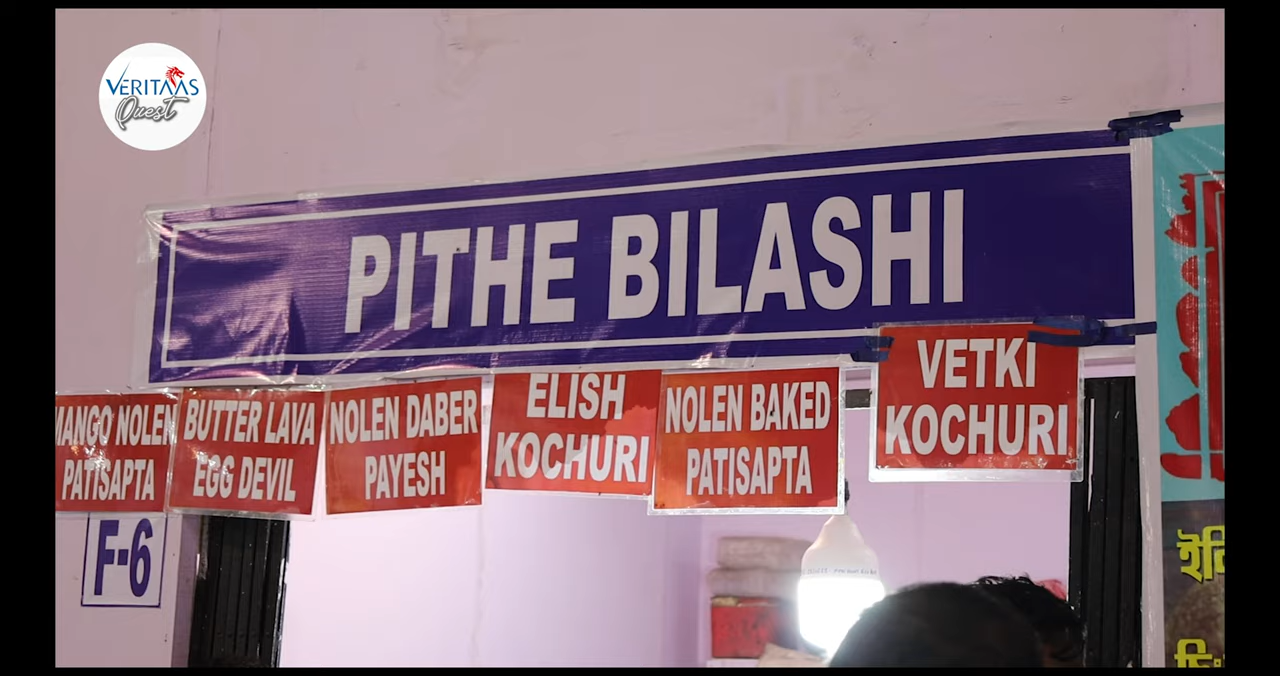 VERITAAS
Quest
PITHE BILASHI
MANGO NOLEN
PATISAPTA
BUTTER LAVA
EGG DEVIL
NOLEN DABER
PAYESH
ELISH
KOCHURI
NOLEN BAKED
PATISAPTA
VETKI
KOCHURI
F-6